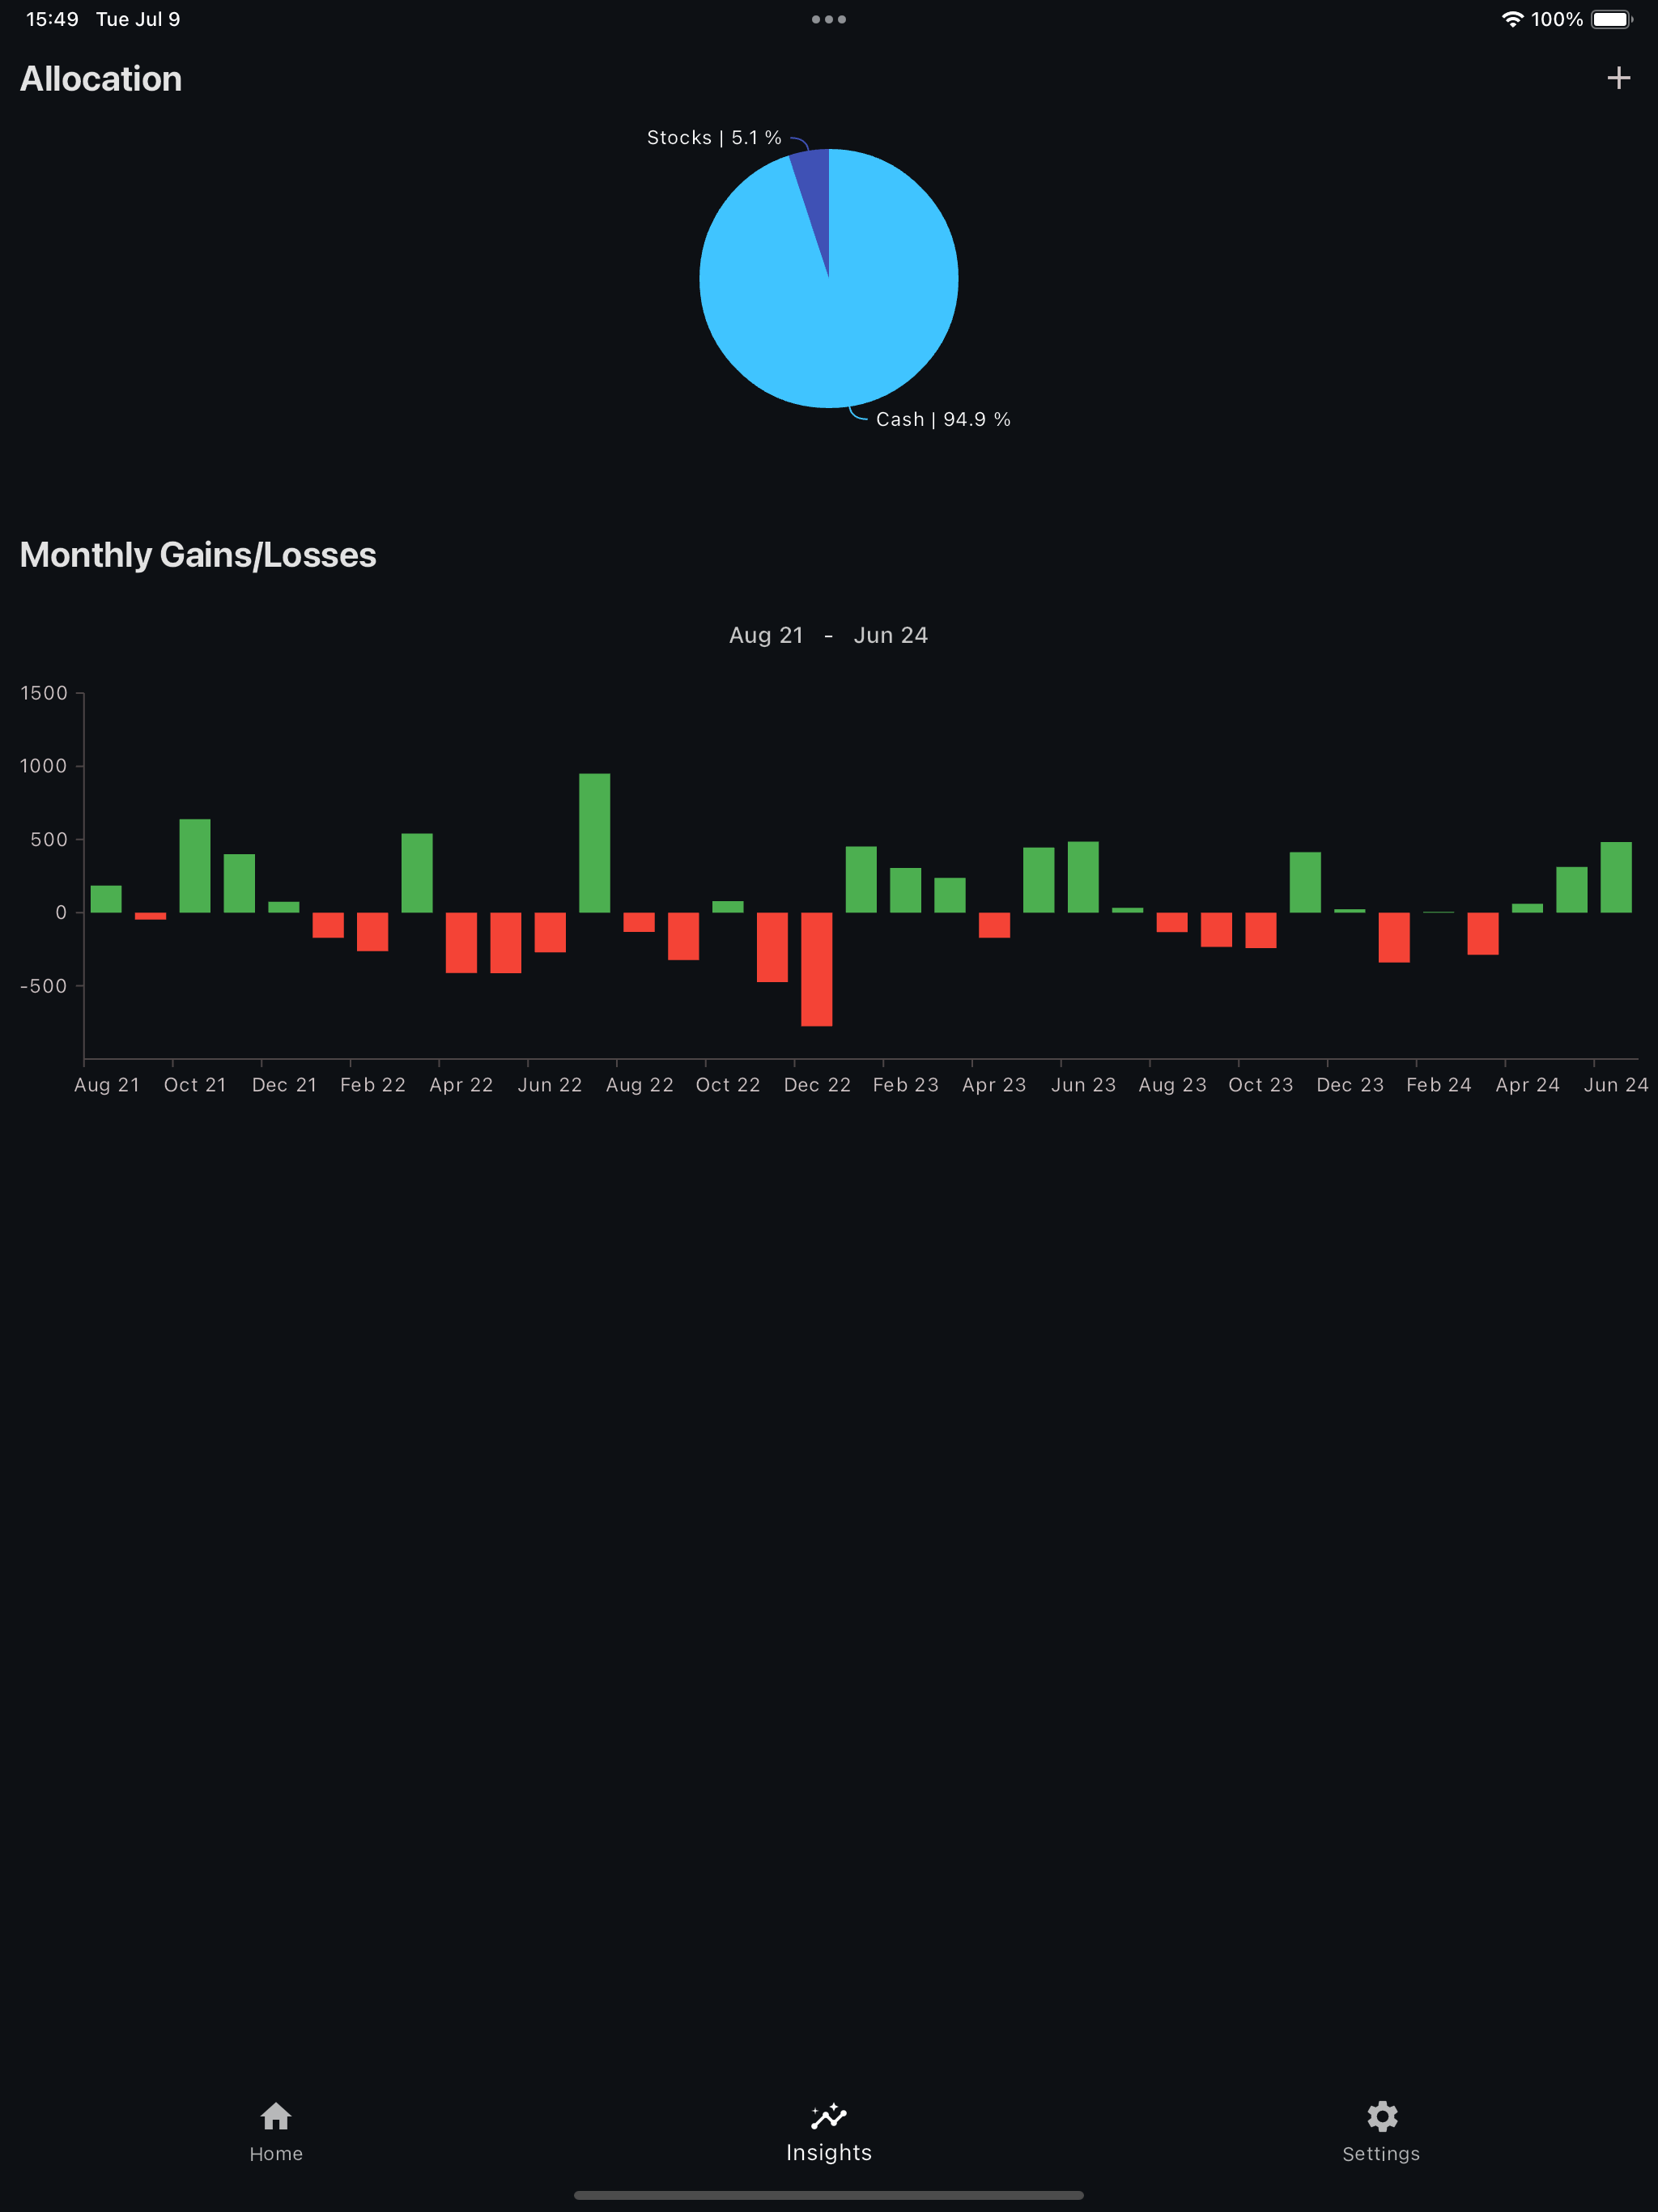 15:49 Tue Jul 9
100%
Allocation
Stocks | 5.1 %
Cash | 94.9 %
Monthly Gains/Losses
Aug 21 - Jun 24
1500
1000
500
0
-500
Aug 21 Oct 21 Dec 21 Feb 22 Apr 22 Jun 22 Aug 22 Oct 22 Dec 22 Feb 23 Apr 23 Jun 23 Aug 23 Oct 23 Dec 23 Feb 24 Apr 24 Jun 24
Home Insights Settings